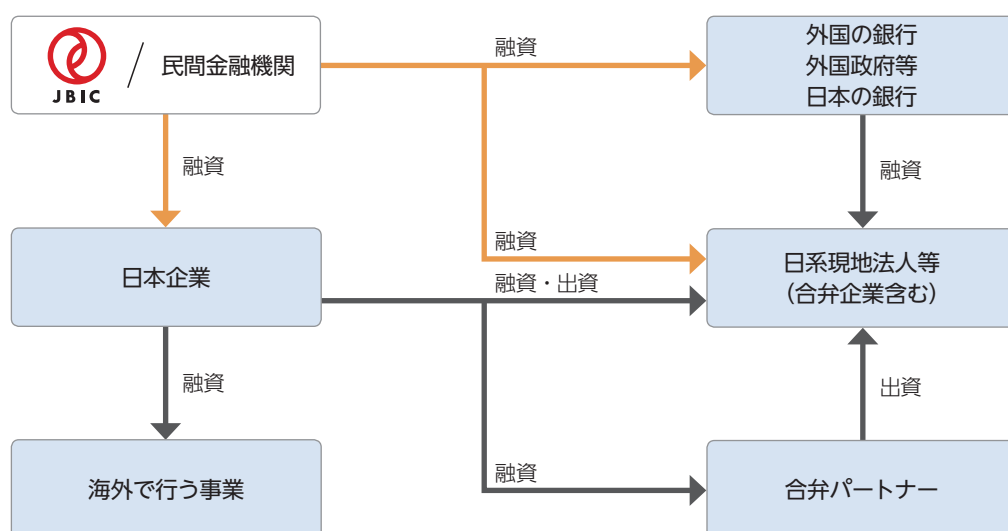 JBIC
/
民間金融機関
融資
外国の銀行
外国政府等
日本の銀行
融資
融資
日本企業
融資
融資・出資
日系現地法人等
(合弁企業含む)
融資
出資
海外で行う事業
融資
合弁パートナー